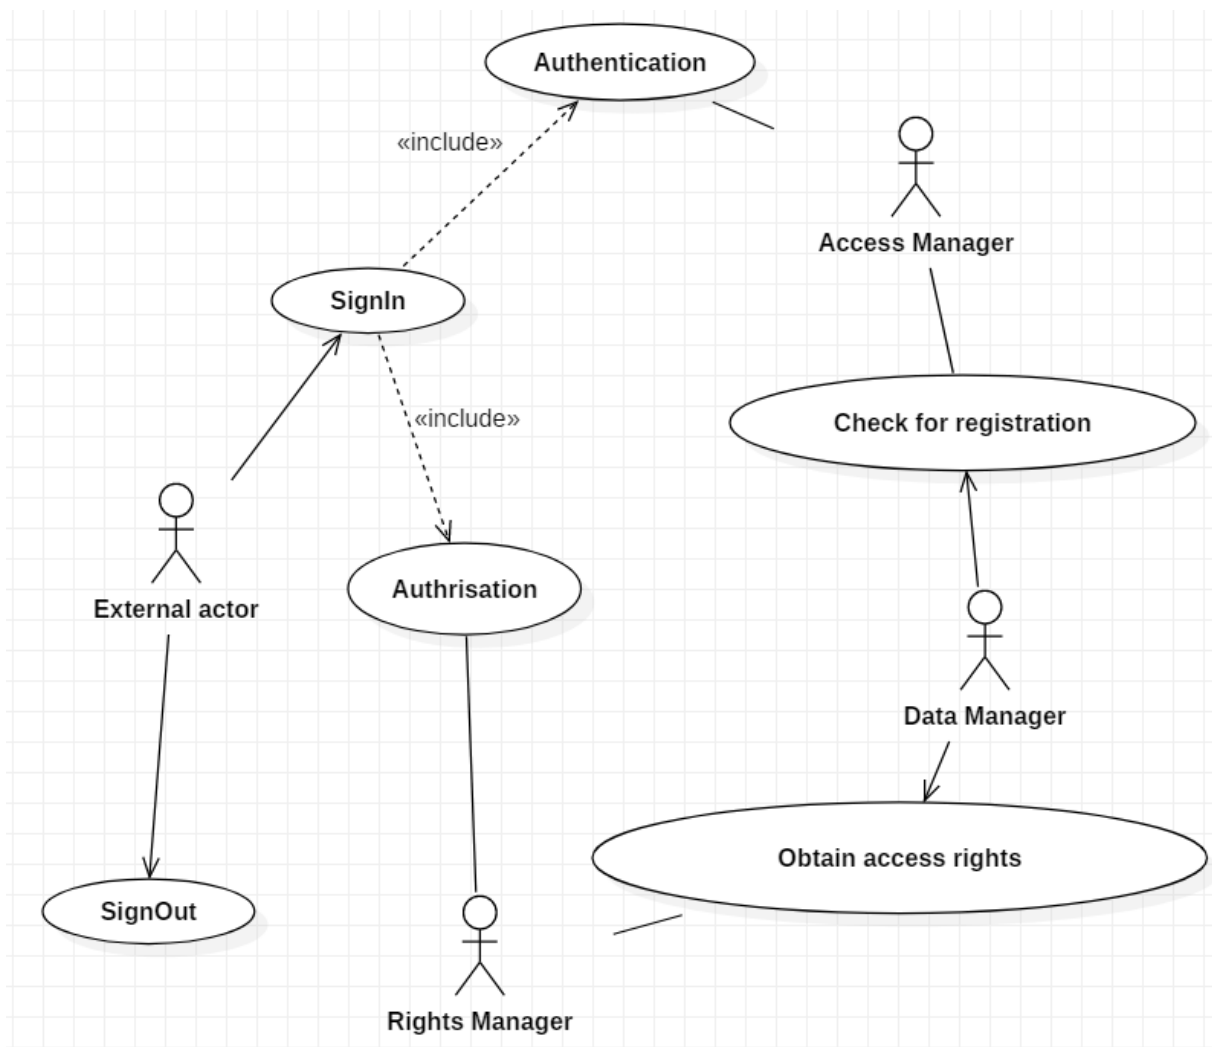 Authentication
«include»
Access Manager
SignIn
«include»
Check for registration
External actor
Authrisation
Data Manager
Obtain access rights
SignOut
Rights Manager